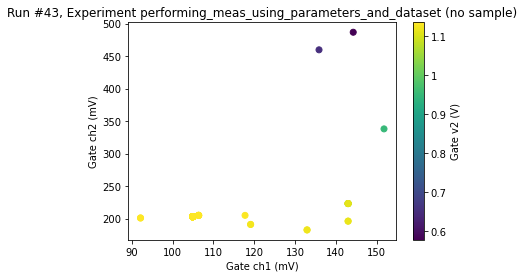 Run #43, Experiment performing_meas_using_parameters_and_dataset (no sample)
500
450
400
350
300
250
200
Gate ch2 (mV)
90 100 110 120 130 140 150
Gate ch1 (mV)
1.1
1
0.9
0.8
0.7
0.6
Gate v2 (V)